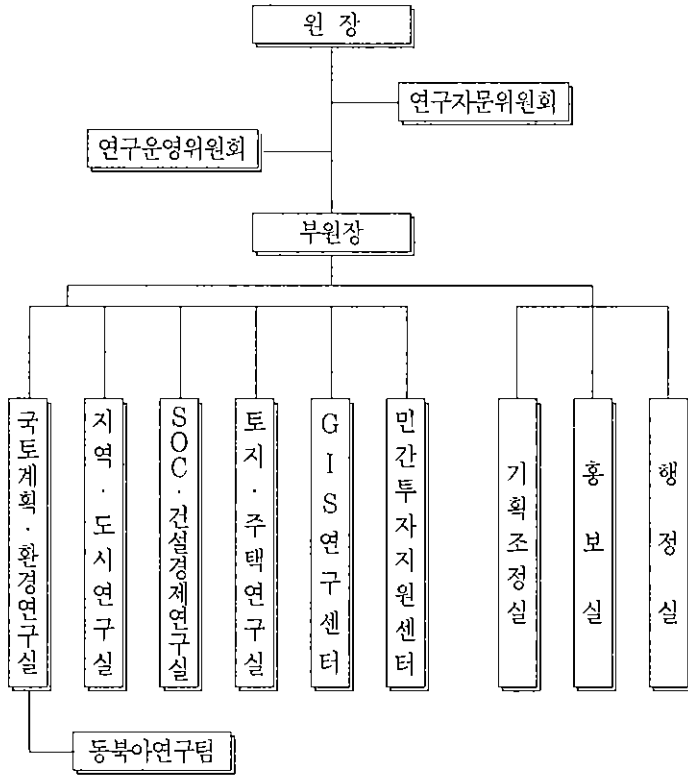 원 장
연구자문위원회
연구운영위원회
부원장
국토계획·환경연구실
지역·도시연구실
SOC·건설경제연구실
토지·주택연구실
GIS연구센터
민간투자지원센터
기획조정실
홍보실
행정실
동북아연구팀